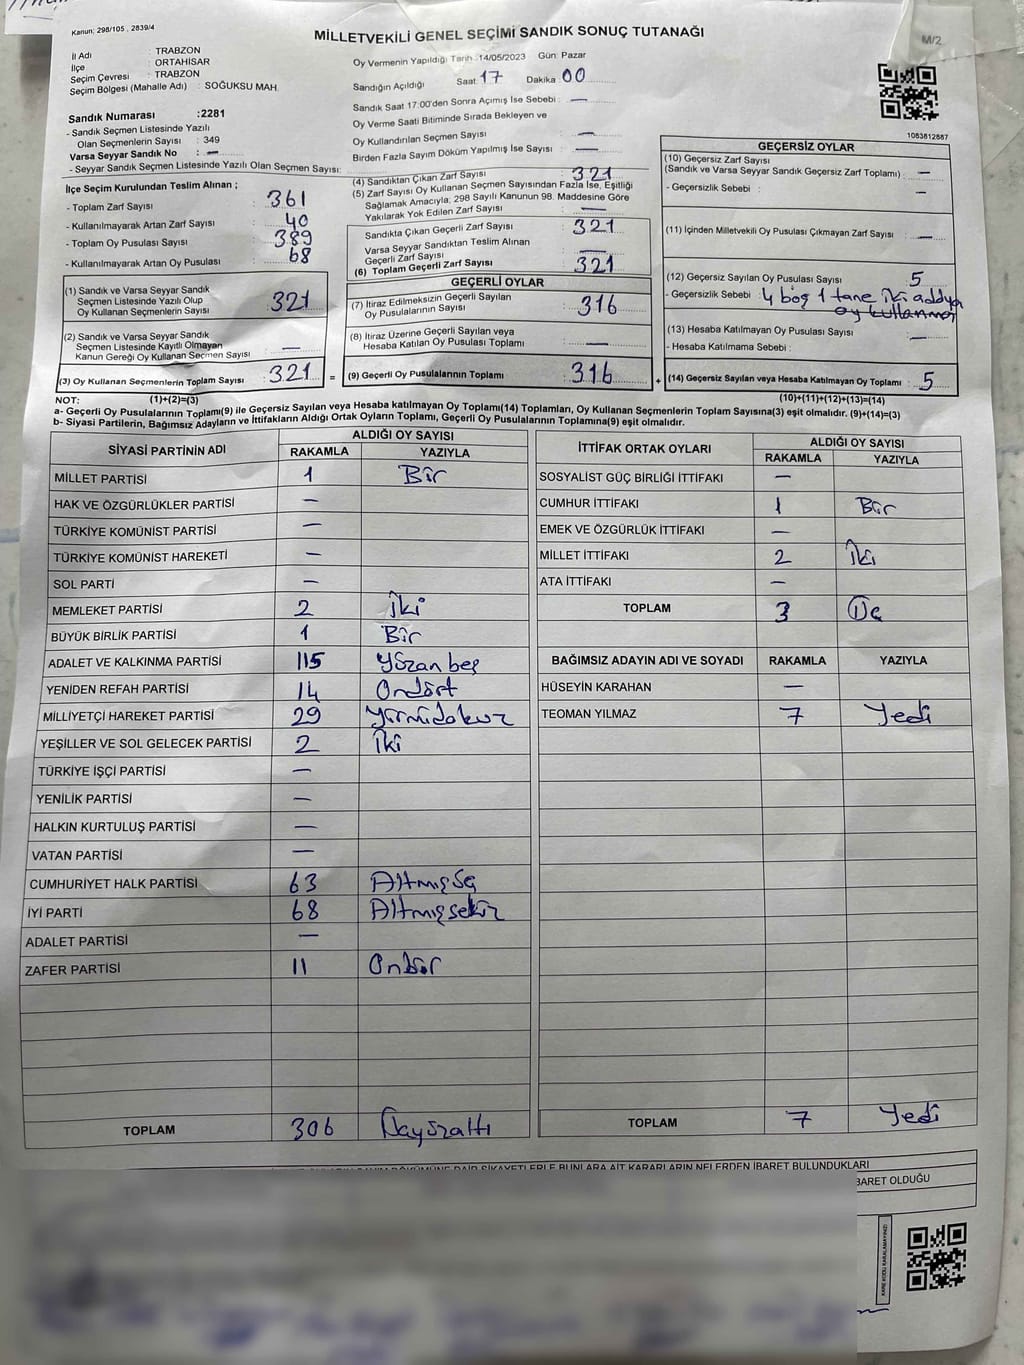 Kanun; 298/105 , 2839/4
MİLLETVEKİLİ GENEL SEÇİMİ SANDIK SONUÇ TUTANAĞI
M/2
İl Adı : TRABZON
İlçe : ORTAHİSAR
Seçim Çevresi : TRABZON
Seçim Bölgesi (Mahalle Adı) : SOĞUKSU MAH.
Sandık Numarası :2281
- Sandık Seçmen Listesinde Yazılı
Olan Seçmenlerin Sayısı : 349
Varsa Seyyar Sandık No : —
- Seyyar Sandık Seçmen Listesinde Yazılı Olan Seçmen Sayısı:
Oy Vermenin Yapıldığı Tarih :14/05/2023 Gün: Pazar
Sandığın Açıldığı Saat 17 Dakika 00
Sandık Saat 17:00'den Sonra Açımış İse Sebebi : —
Oy Verme Saati Bitiminde Sırada Bekleyen ve
Oy Kullandırılan Seçmen Sayısı —
Birden Fazla Sayım Döküm Yapılmış İse Sayısı : —
1083812887
İlçe Seçim Kurulundan Teslim Alınan ;
- Toplam Zarf Sayısı : 361
- Kullanılmayarak Artan Zarf Sayısı : 40
- Toplam Oy Pusulası Sayısı : 389
- Kullanılmayarak Artan Oy Pusulası : 68
(4) Sandıktan Çıkan Zarf Sayısı : 321
(5) Zarf Sayısı Oy Kullanan Seçmen Sayısından Fazla İse, Eşitliği
Sağlamak Amacıyla; 298 Sayılı Kanunun 98. Maddesine Göre
Yakılarak Yok Edilen Zarf Sayısı : —
Sandıkta Çıkan Geçerli Zarf Sayısı : 321
Varsa Seyyar Sandıktan Teslim Alınan
Geçerli Zarf Sayısı : —
(6) Toplam Geçerli Zarf Sayısı : 321
GEÇERSİZ OYLAR
(10) Geçersiz Zarf Sayısı
(Sandık ve Varsa Seyyar Sandık Geçersiz Zarf Toplamı) : —
- Geçersizlik Sebebi : —
(11) İçinden Milletvekili Oy Pusulası Çıkmayan Zarf Sayısı : —
(12) Geçersiz Sayılan Oy Pusulası Sayısı : 5
- Geçersizlik Sebebi : 4 boş 1 tane iki adaya
oy kullanmış
(13) Hesaba Katılmayan Oy Pusulası Sayısı : —
- Hesaba Katılmama Sebebi :
(14) Geçersiz Sayılan veya Hesaba Katılmayan Oy Toplamı : 5
(1) Sandık ve Varsa Seyyar Sandık
Seçmen Listesinde Yazılı Olup
Oy Kullanan Seçmenlerin Sayısı : 321
(2) Sandık ve Varsa Seyyar Sandık
Seçmen Listesinde Kayıtlı Olmayan
Kanun Gereği Oy Kullanan Seçmen Sayısı : —
(3) Oy Kullanan Seçmenlerin Toplam Sayısı : 321 =
GEÇERLİ OYLAR
(7) İtiraz Edilmeksizin Geçerli Sayılan
Oy Pusulalarının Sayısı : 316
(8) İtiraz Üzerine Geçerli Sayılan veya
Hesaba Katılan Oy Pusulası Toplamı : —
(9) Geçerli Oy Pusulalarının Toplamı : 316 +
NOT: (1)+(2)=(3) (10)+(11)+(12)+(13)=(14)
a- Geçerli Oy Pusulalarının Toplamı(9) ile Geçersiz Sayılan veya Hesaba katılmayan Oy Toplamı(14) Toplamları, Oy Kullanan Seçmenlerin Toplam Sayısına(3) eşit olmalıdır. (9)+(14)=(3)
b- Siyasi Partilerin, Bağımsız Adayların ve İttifakların Aldığı Ortak Oyların Toplamı, Geçerli Oy Pusulalarının Toplamına(9) eşit olmalıdır.
SİYASİ PARTİNİN ADI ALDIĞI OY SAYISI
RAKAMLA YAZIYLA
MİLLET PARTİSİ 1 Bir
HAK VE ÖZGÜRLÜKLER PARTİSİ —
TÜRKİYE KOMÜNİST PARTİSİ —
TÜRKİYE KOMÜNİST HAREKETİ —
SOL PARTİ —
MEMLEKET PARTİSİ 2 İki
BÜYÜK BİRLİK PARTİSİ 1 Bir
ADALET VE KALKINMA PARTİSİ 115 Yüzonbeş
YENİDEN REFAH PARTİSİ 14 Ondört
MİLLİYETÇİ HAREKET PARTİSİ 29 Yirmidokuz
YEŞİLLER VE SOL GELECEK PARTİSİ 2 İki
TÜRKİYE İŞÇİ PARTİSİ —
YENİLİK PARTİSİ —
HALKIN KURTULUŞ PARTİSİ —
VATAN PARTİSİ —
CUMHURİYET HALK PARTİSİ 63 Altmışüç
İYİ PARTİ 68 Altmışsekiz
ADALET PARTİSİ —
ZAFER PARTİSİ 11 Onbir
TOPLAM 306 Üçyüzaltı
İTTİFAK ORTAK OYLARI ALDIĞI OY SAYISI
RAKAMLA YAZIYLA
SOSYALİST GÜÇ BİRLİĞİ İTTİFAKI —
CUMHUR İTTİFAKI 1 Bir
EMEK VE ÖZGÜRLÜK İTTİFAKI —
MİLLET İTTİFAKI 2 İki
ATA İTTİFAKI —
TOPLAM 3 Üç
BAĞIMSIZ ADAYIN ADI VE SOYADI RAKAMLA YAZIYLA
HÜSEYİN KARAHAN —
TEOMAN YILMAZ 7 Yedi
TOPLAM 7 Yedi
DÖKÜMÜNE DAİR ŞİKAYETLERLE BUNLARA AİT KARARLARIN NELERDEN İBARET BULUNDUKLARI
BARET OLDUĞU
KARE KODU KARALAMAYINIZ!